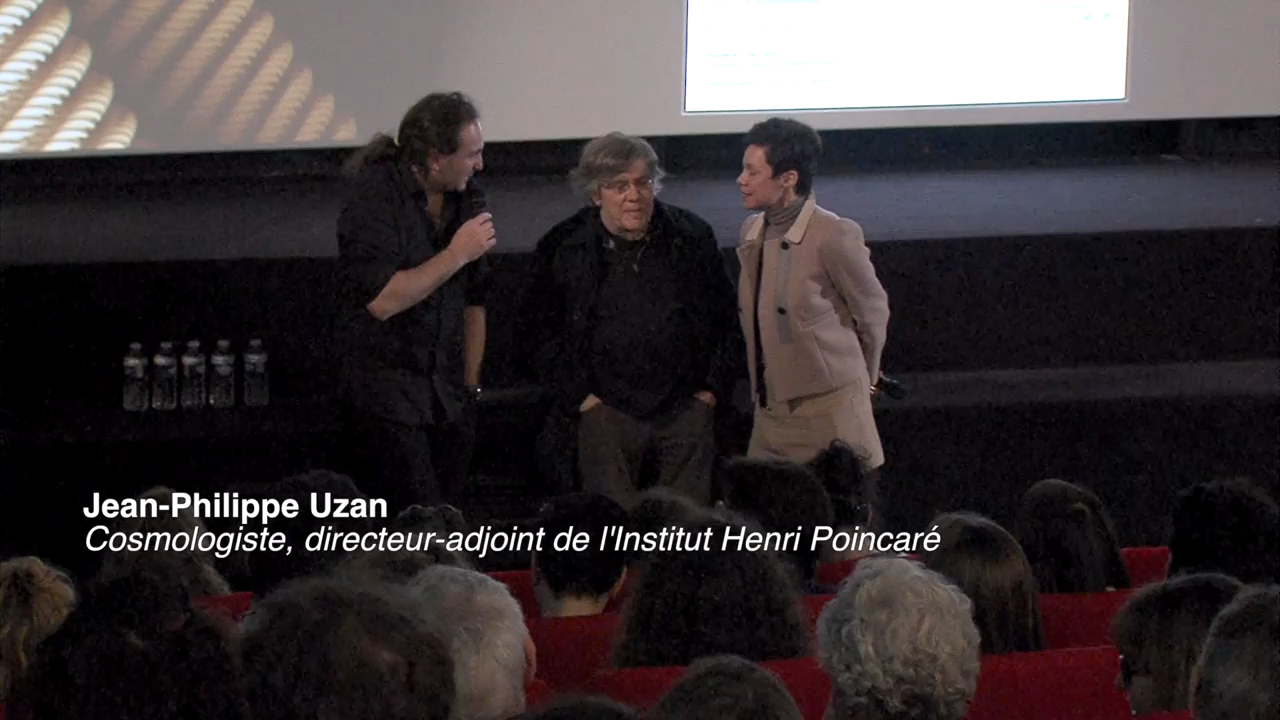 Jean-Philippe Uzan
Cosmologiste, directeur-adjoint de l'Institut Henri Poincaré